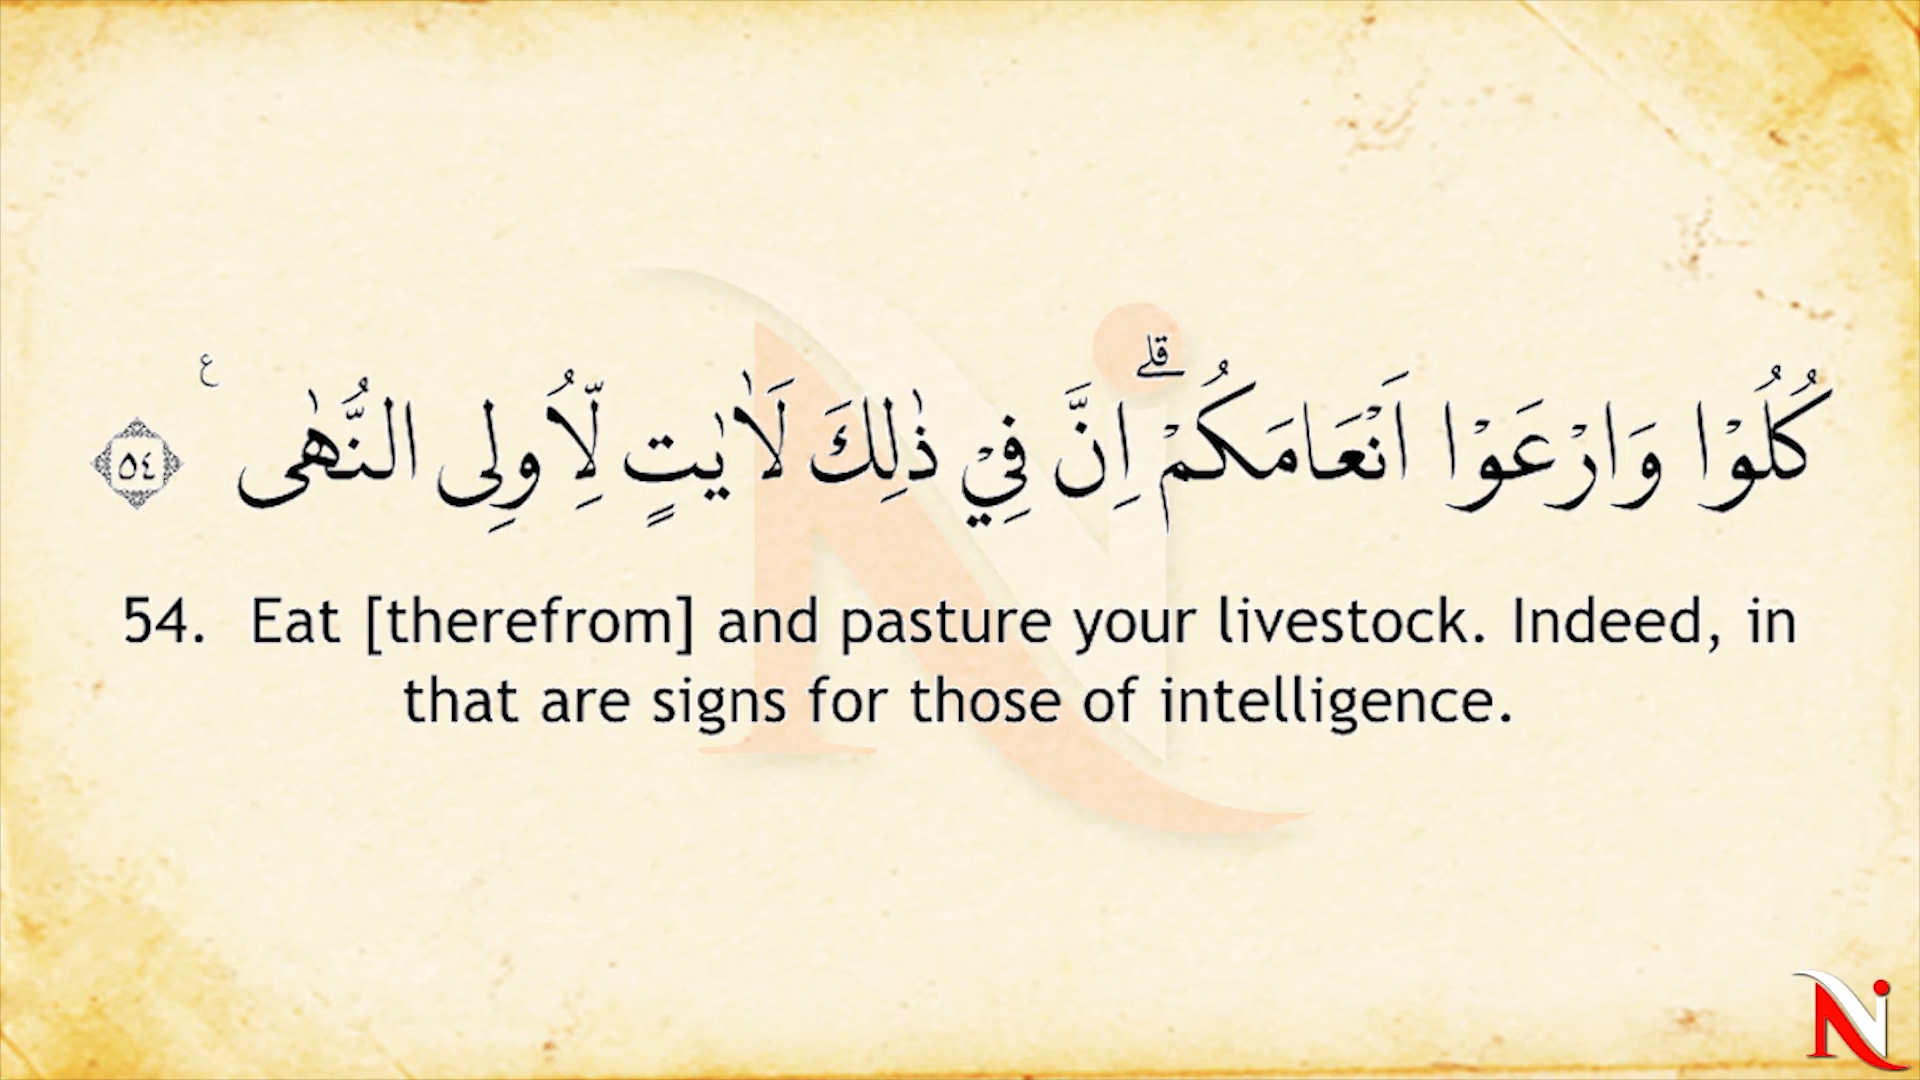 كُلُوْا وَارْعَوْا اَنْعَامَكُمْ ۗ اِنَّ فِيْ ذٰلِكَ لَاٰيٰتٍ لِّاُولِى النُّهٰى ࣖ ٥٤
54. Eat [therefrom] and pasture your livestock. Indeed, in
that are signs for those of intelligence.